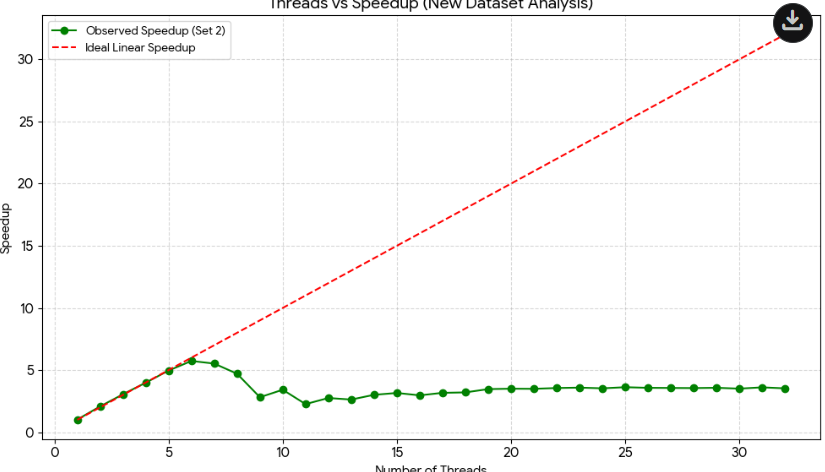 Threads vs Speedup (New Dataset Analysis)
Observed Speedup (Set 2)
Ideal Linear Speedup
30
25
20
15
10
5
0
Speedup
0 5 10 15 20 25 30
Number of Threads